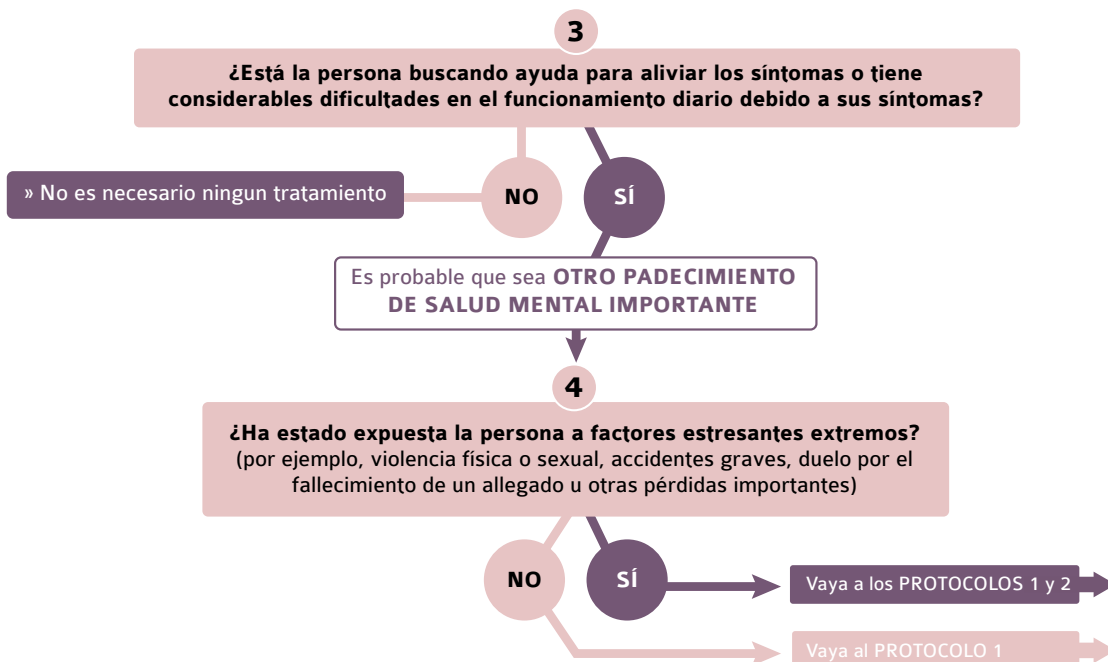 3
¿Está la persona buscando ayuda para aliviar los síntomas o tiene
considerables dificultades en el funcionamiento diario debido a sus síntomas?
» No es necesario ningun tratamiento
NO
SÍ
Es probable que sea OTRO PADECIMIENTO
DE SALUD MENTAL IMPORTANTE
4
¿Ha estado expuesta la persona a factores estresantes extremos?
(por ejemplo, violencia física o sexual, accidentes graves, duelo por el
fallecimiento de un allegado u otras pérdidas importantes)
NO
SÍ
Vaya a los PROTOCOLOS 1 y 2
Vaya al PROTOCOLO 1